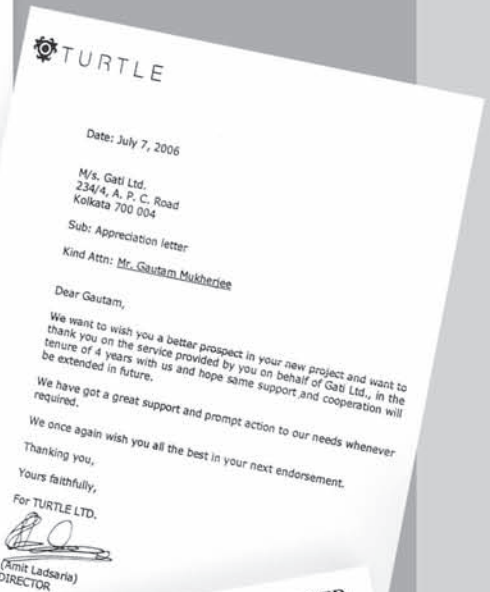 TURTLE
Date: July 7, 2006
M/s. Gati Ltd.
234/4, A. P. C. Road
Kolkata 700 004
Sub: Appreciation letter
Kind Attn: Mr. Gautam Mukherjee
Dear Gautam,
We want to wish you a better prospect in your new project and want to
thank you on the service provided by you on behalf of Gati Ltd., in the
tenure of 4 years with us and hope same support and cooperation will
be extended in future.
We have got a great support and prompt action to our needs whenever
required.
We once again wish you all the best in your next endorsement.
Thanking you,
Yours faithfully,
For TURTLE LTD.
(Amit Ladsaria)
DIRECTOR